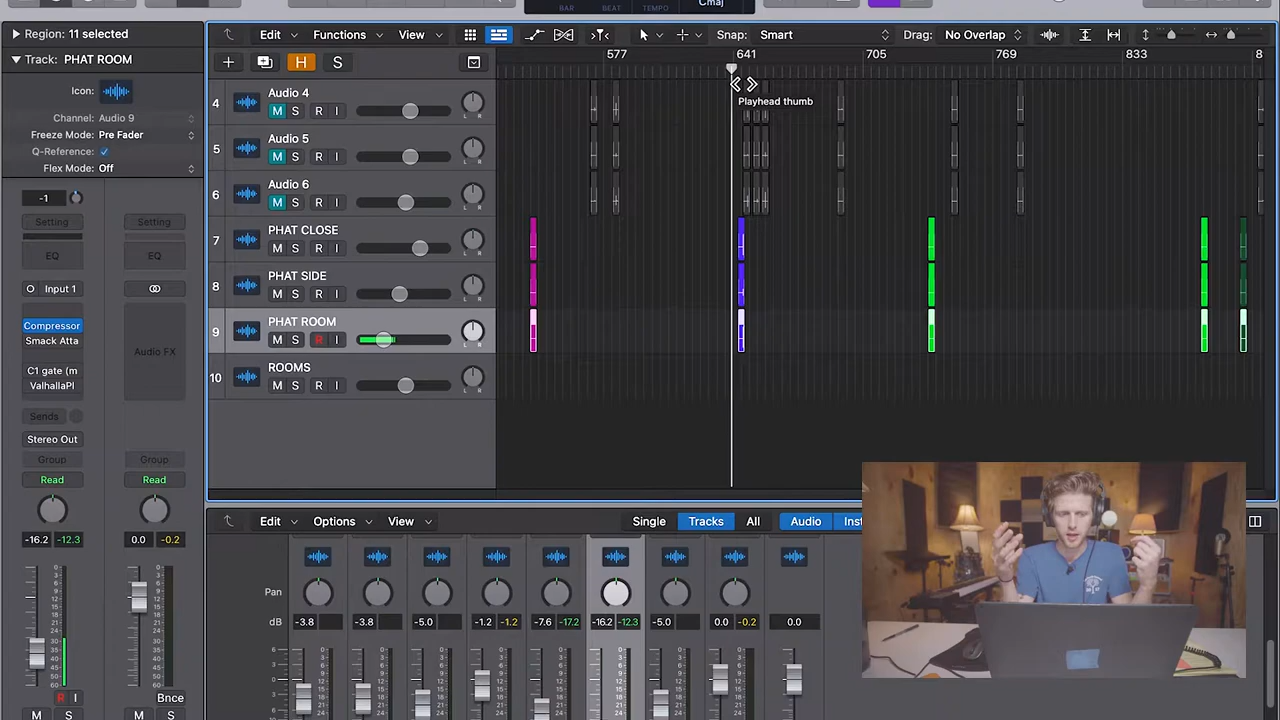 BAR BEAT TEMPO Cmaj
Region: 11 selected
Edit Functions View Snap: Smart Drag: No Overlap
Track: PHAT ROOM
577 641 705 769 833 8
H S
Icon:
Playhead thumb
Channel: Audio 9
Freeze Mode: Pre Fader
Q-Reference:
Flex Mode: Off
4 Audio 4
M S R I
5 Audio 5
M S R I
6 Audio 6
M S R I
7 PHAT CLOSE
M S R I
8 PHAT SIDE
M S R I
9 PHAT ROOM
M S R I
10 ROOMS
M S R I
L R
L R
L R
L R
L R
L R
L R
-1
Setting Setting
EQ EQ
Input 1
Compressor
Smack Atta
Audio FX
C1 gate (m
ValhallaPl
Sends
Stereo Out
Group Group
Read Read
-16.2 -12.3 0.0 -0.2
R I Bnce
M S M S
Edit Options View Single Tracks All Audio Inst
Pan
dB -3.8 -3.8 -5.0 -1.2 -1.2 -7.6 -17.2 -16.2 -12.3 -5.0 0.0 -0.2 0.0